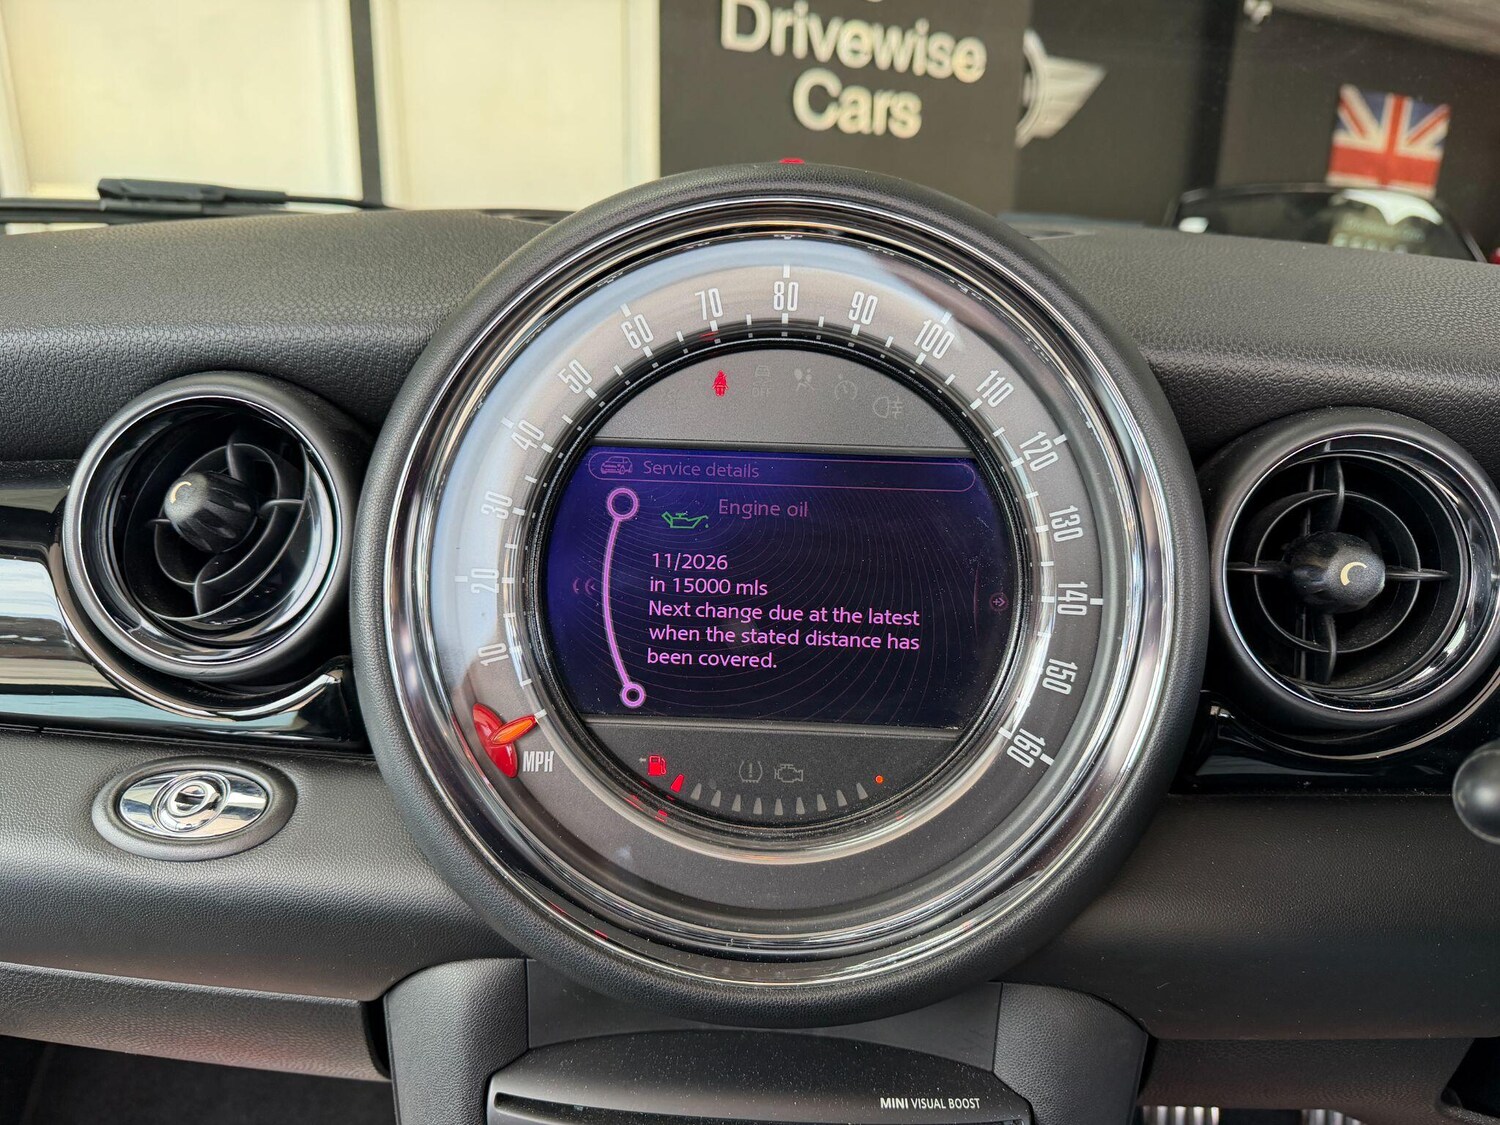 Drivewise
Cars
10
20
30
40
50
60
70
80
90
100
110
120
130
140
150
160
MPH
OFF
Service details
Engine oil
11/2026
in 15000 mls
Next change due at the latest
when the stated distance has
been covered.
MINI VISUAL BOOST